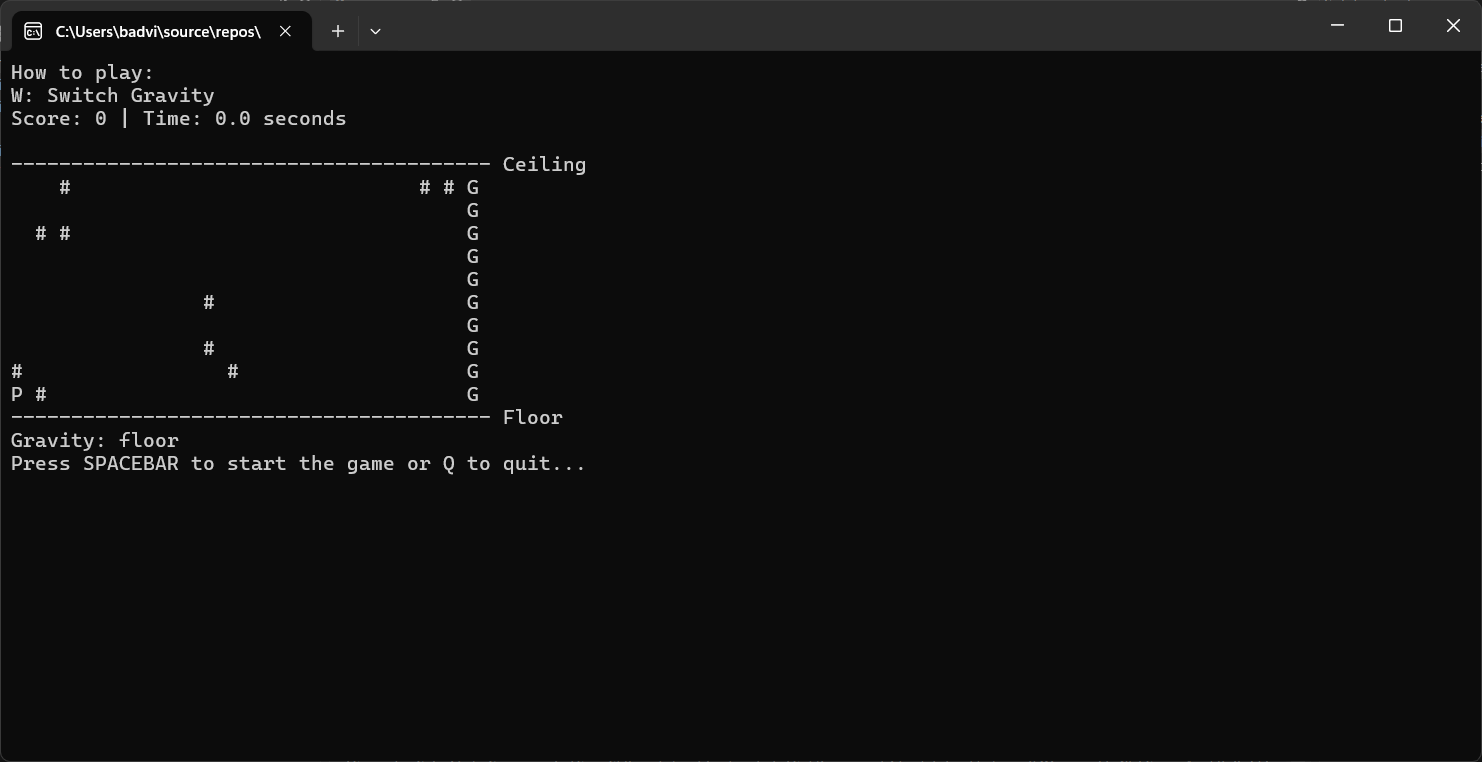 C:\Users\badvi\source\repos\
How to play:
W: Switch Gravity
Score: 0 | Time: 0.0 seconds
---------------------------------------- Ceiling
    #                             # # G
                                      G
  # #                                 G
                                      G
                                      G
                #                     G
                                      G
                #                     G
#                 #                   G
P #                                   G
---------------------------------------- Floor
Gravity: floor
Press SPACEBAR to start the game or Q to quit...